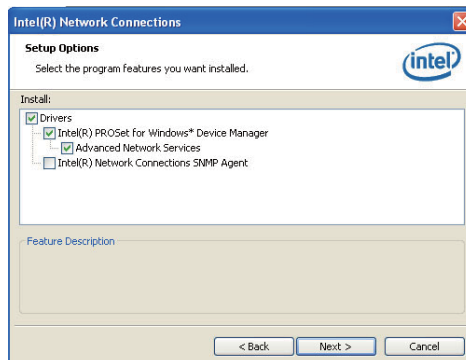 Intel(R) Network Connections
Setup Options
Select the program features you want installed.
intel
Install:
Drivers
Intel(R) PROSet for Windows* Device Manager
Advanced Network Services
Intel(R) Network Connections SNMP Agent
Feature Description
< Back
Next >
Cancel